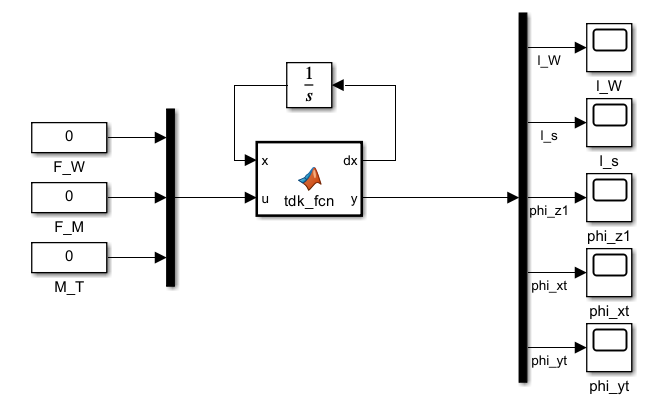 0
F_W
0
F_M
0
M_T
1
s
x
dx
u
y
tdk_fcn
l_W
l_W
l_s
l_s
phi_z1
phi_z1
phi_xt
phi_xt
phi_yt
phi_yt